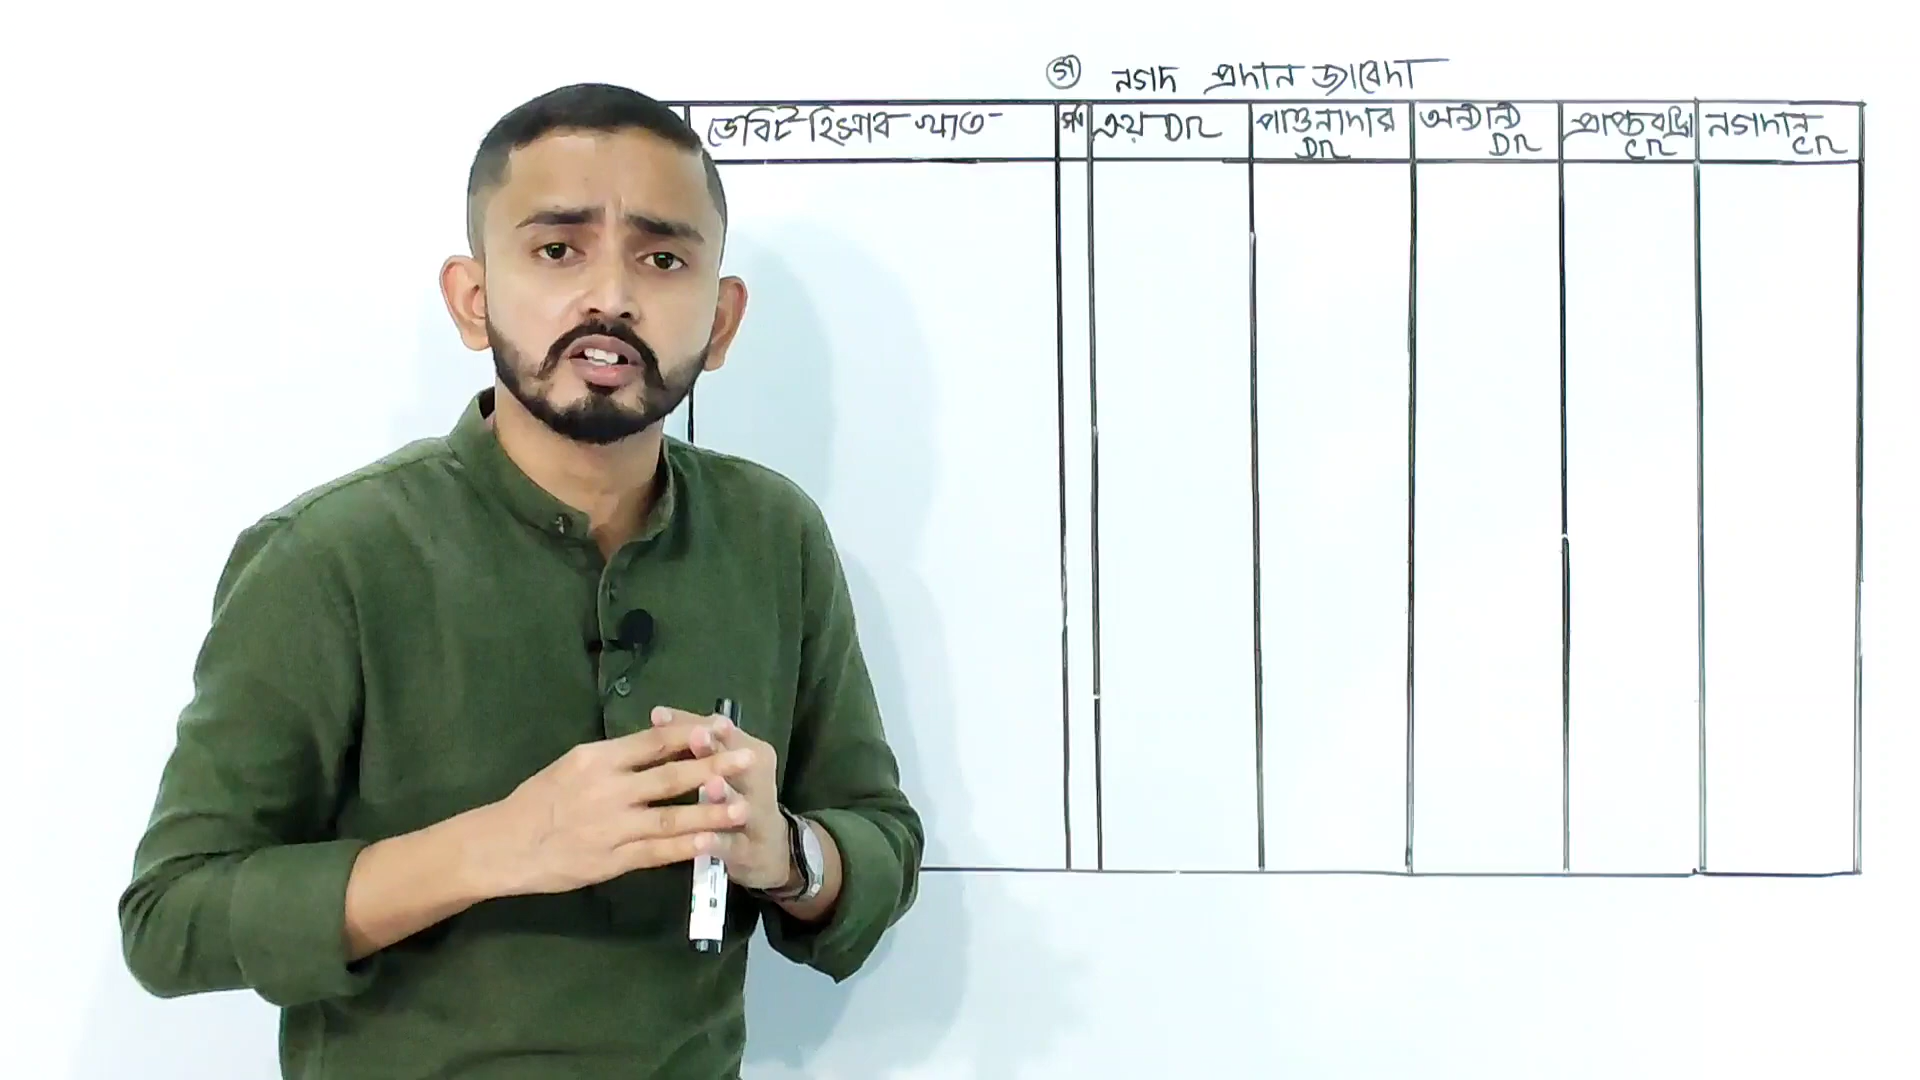 গ নগদ প্রদান জাবেদা
ডেবিট হিসাব খাত সূ ক্রয় DR পাওনাদার DR অন্যান্য DR প্রাপ্ত বাট্টা CR নগদান CR